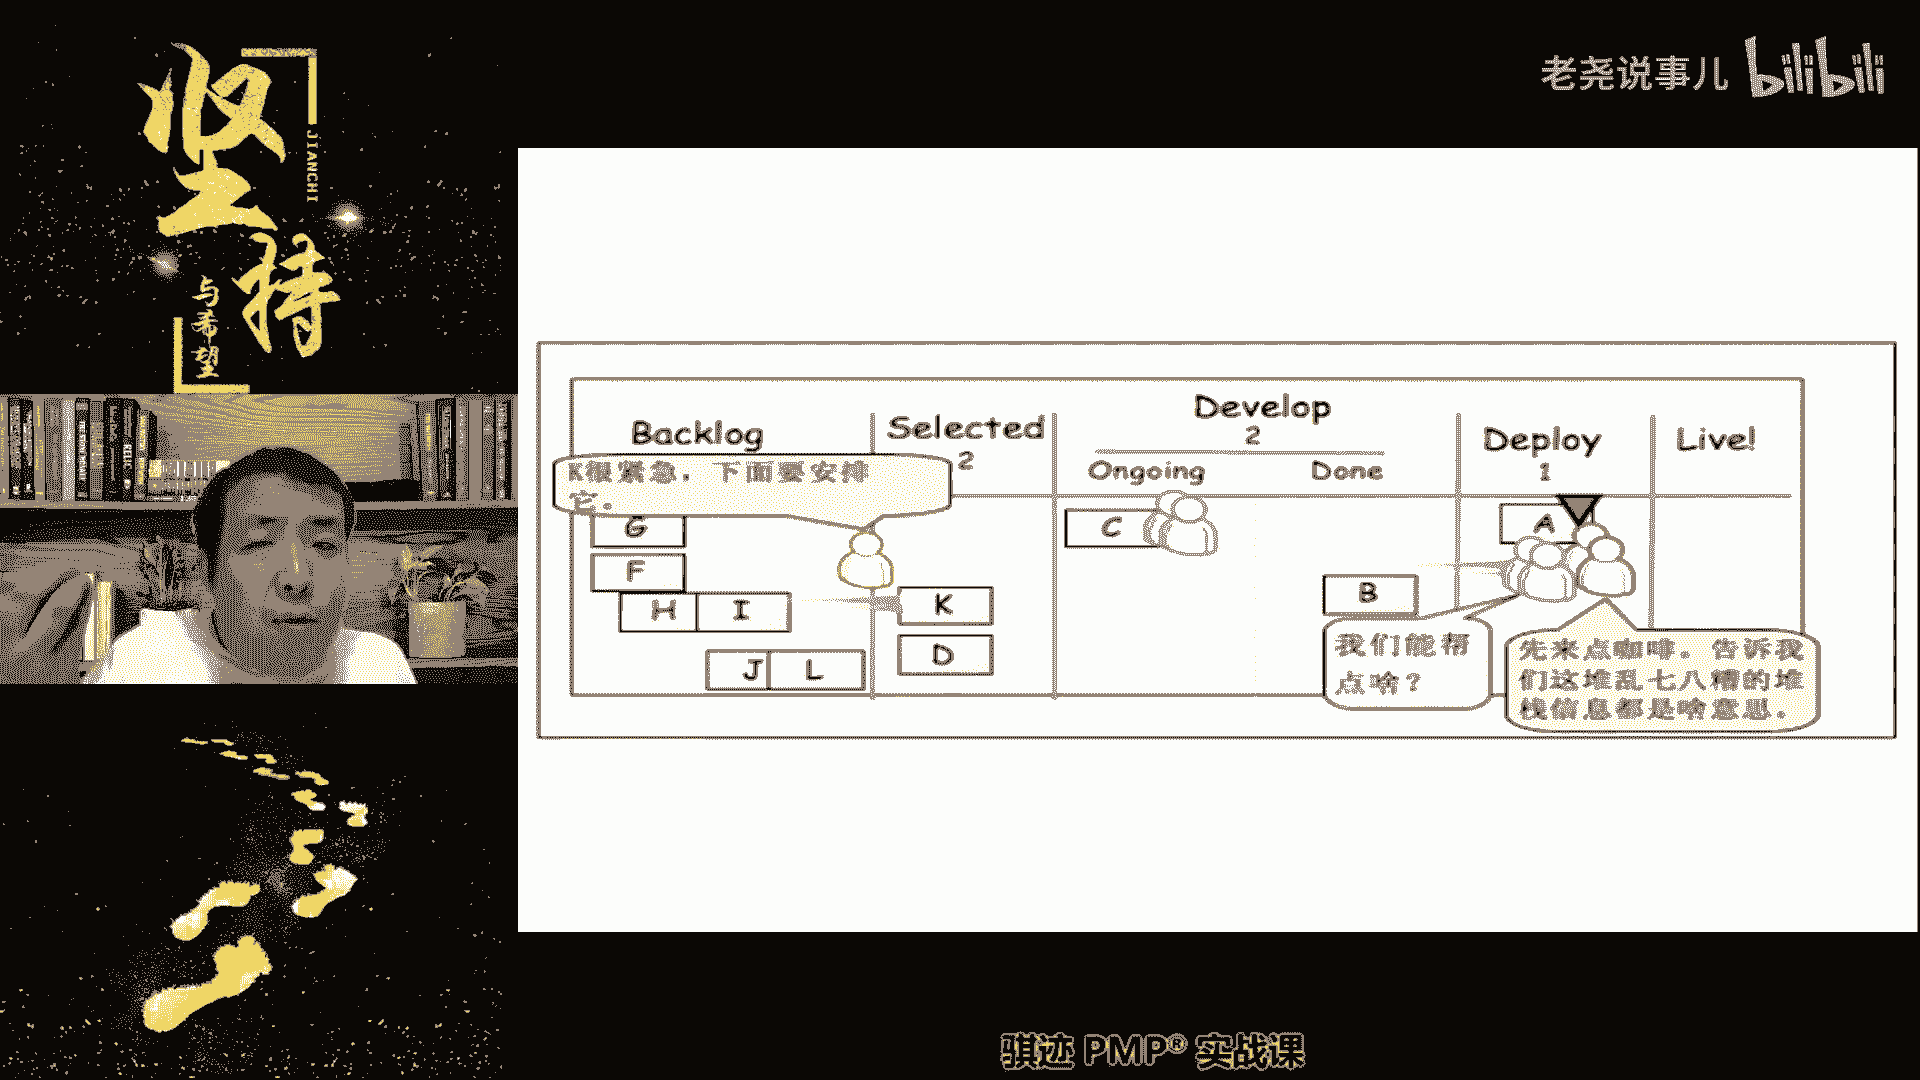 坚持
JIANCHI
与希望
老尧说事儿 bilibili
Backlog
Selected
2
Develop
2
Ongoing
Done
Deploy
1
Live!
K很紧急，下面要安排
它。
G
F
H
I
J
L
K
D
C
B
A
我们能帮
点啥？
先来点咖啡。告诉我
们这堆乱七八糟的堆
栈信息都是啥意思。
骐迹 PMP® 实战课